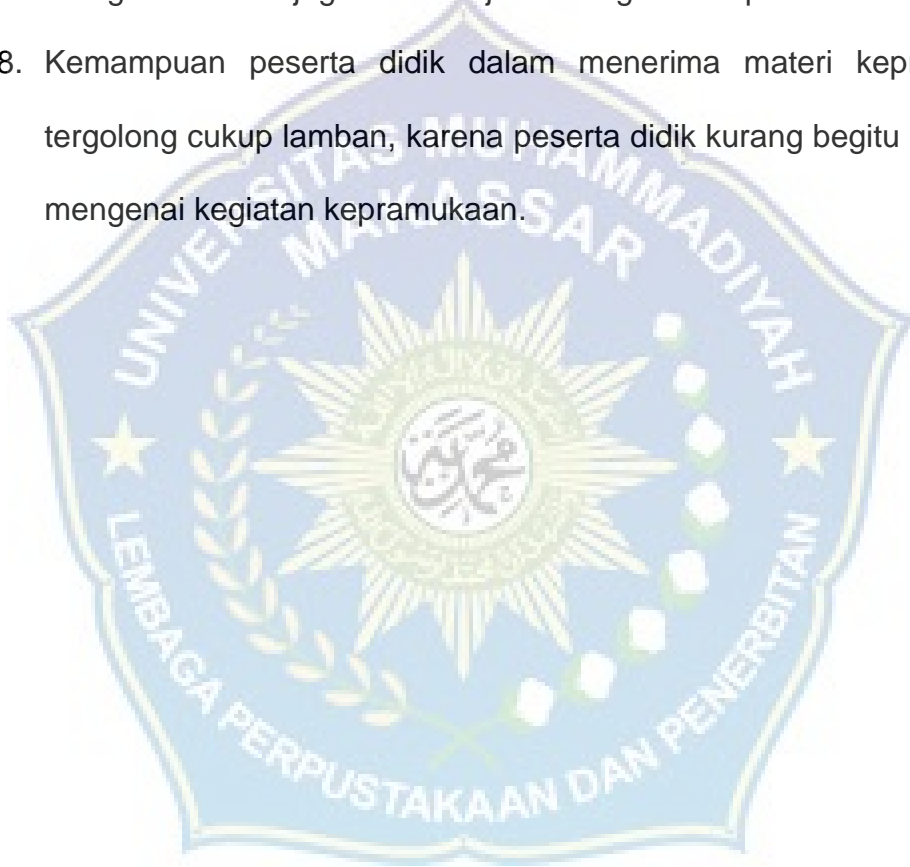 8. Kemampuan peserta didik dalam menerima materi kep
tergolong cukup lamban, karena peserta didik kurang begitu
mengenai kegiatan kepramukaan.
UNIVERSITAS MUHAMMADIYAH
MAKASSAR
LEMBAGA PERPUSTAKAAN DAN PENERBITAN